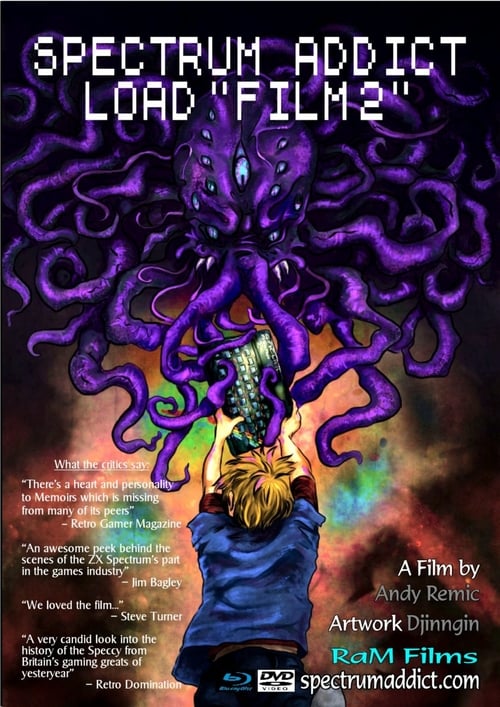 SPECTRUM ADDICT
LOAD "FILM2"
What the critics say:
“There's a heart and personality
to Memoirs which is missing
from many of its peers”
– Retro Gamer Magazine
“An awesome peek behind the
scenes of the ZX Spectrum's part
in the games industry”
– Jim Bagley
“We loved the film...”
– Steve Turner
“A very candid look into the
history of the Speccy from
Britain's gaming greats of
yesteryear”
– Retro Domination
A Film by
Andy Remic
Artwork Djinngin
RaM Films
Blu-ray Disc
DVD
VIDEO
spectrumaddict.com